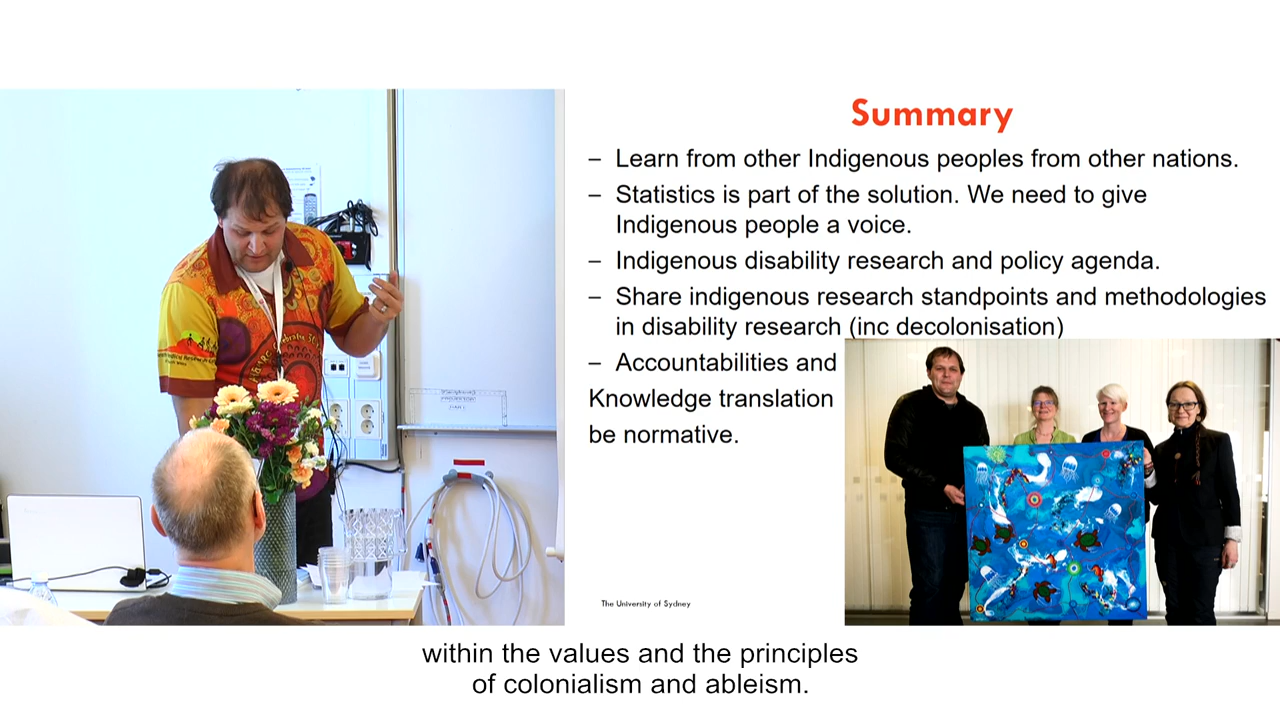 Summary
– Learn from other Indigenous peoples from other nations.
– Statistics is part of the solution. We need to give
Indigenous people a voice.
– Indigenous disability research and policy agenda.
– Share indigenous research standpoints and methodologies
in disability research (inc decolonisation)
– Accountabilities and
Knowledge translation
be normative.
The University of Sydney
within the values and the principles
of colonialism and ableism.